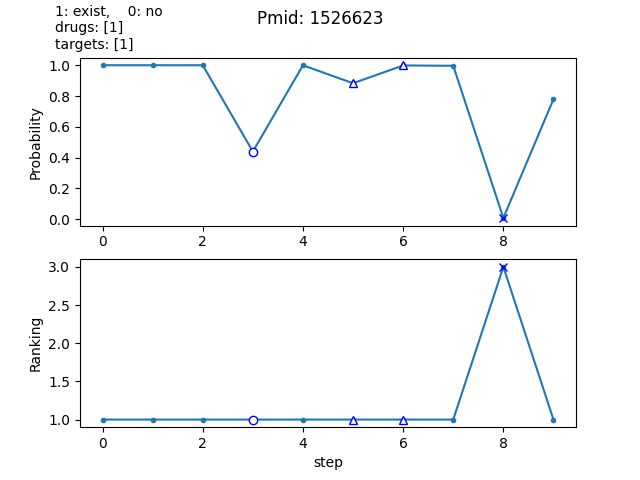 1: exist,    0: no
drugs: [1]
targets: [1]
Pmid: 1526623
Probability
1.0
0.8
0.6
0.4
0.2
0.0
0 2 4 6 8
Ranking
3.0
2.5
2.0
1.5
1.0
0 2 4 6 8
step